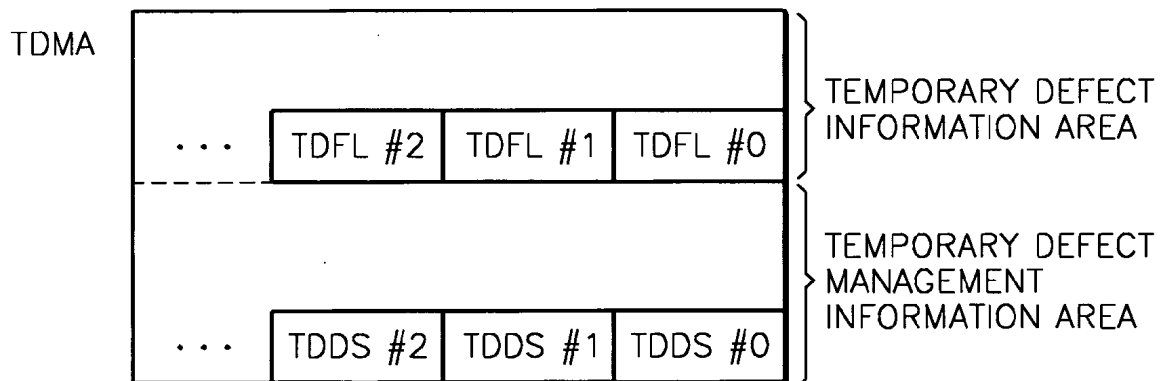 TDMA
TEMPORARY DEFECT
INFORMATION AREA
... TDFL #2 TDFL #1 TDFL #0
TEMPORARY DEFECT
MANAGEMENT
INFORMATION AREA
... TDDS #2 TDDS #1 TDDS #0